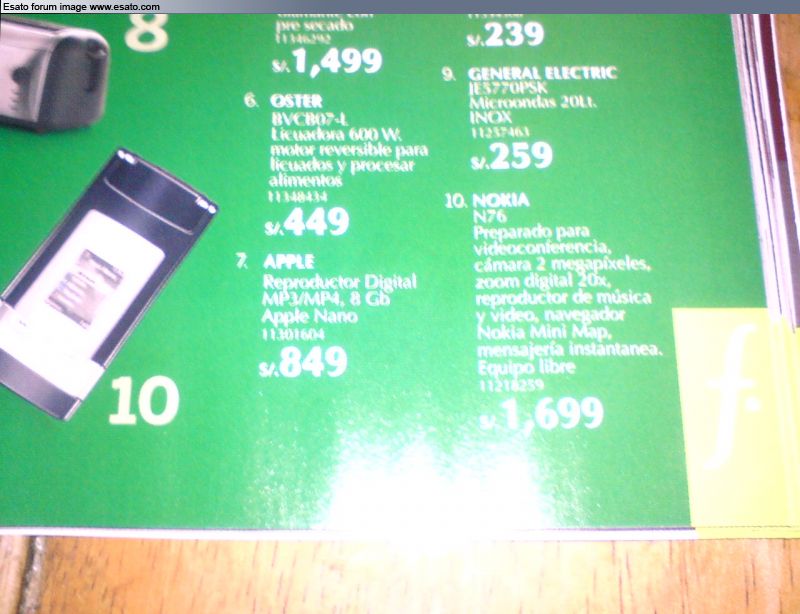 Esato forum image www.esato.com
8
diamante con
pre secado
11346292
s/.1,499
6. OSTER
BVCB07-L
Licuadora 600 W,
motor reversible para
licuados y procesar
alimentos
11348434
s/.449
7. APPLE
Reproductor Digital
MP3/MP4, 8 Gb
Apple Nano
11301604
s/.849
10
s/.239
9. GENERAL ELECTRIC
JES770PSK
Microondas 20Lt.
INOX
11257463
s/.259
10. NOKIA
N76
Preparado para
videoconferencia,
cámara 2 megapíxeles,
zoom digital 20x,
reproductor de música
y video, navegador
Nokia Mini Map,
mensajería instantanea.
Equipo libre
11218259
s/.1,699
f.